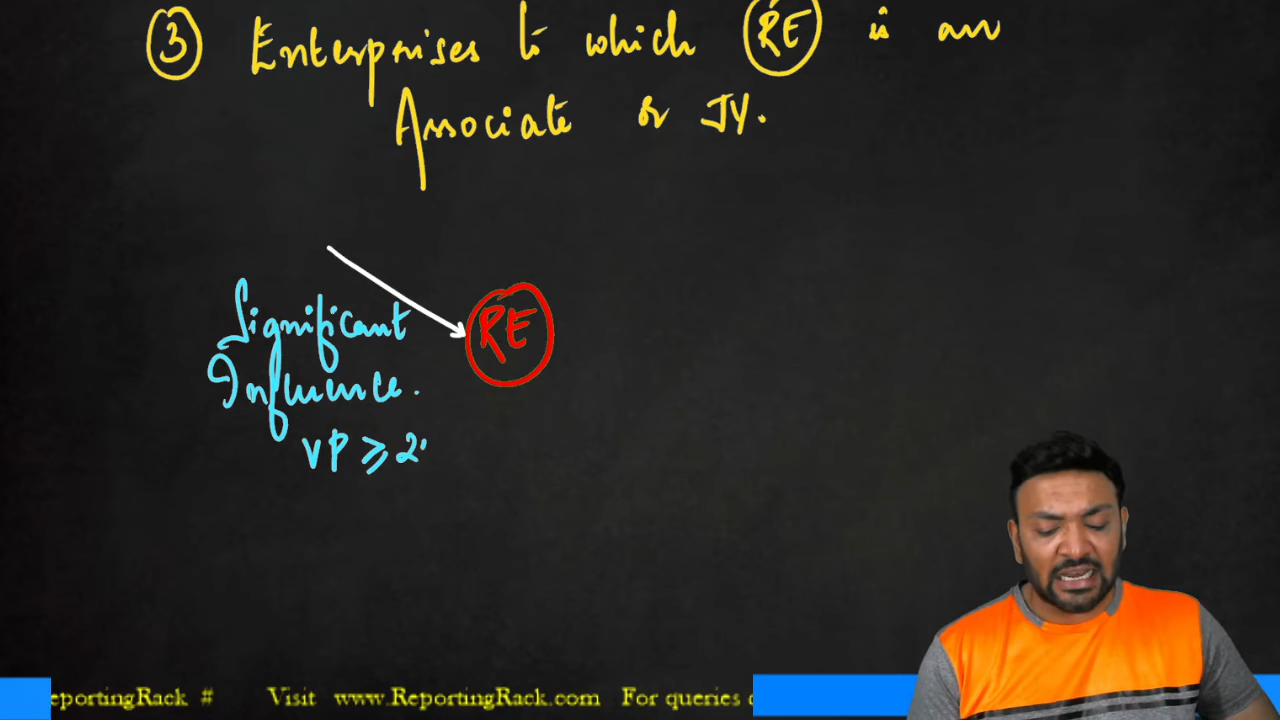 ③ Enterprises to which RE is an
Associate or JV.
RE
Significant
Influence.
VP ≥ 2
eportingRack # Visit www.ReportingRack.com For queries